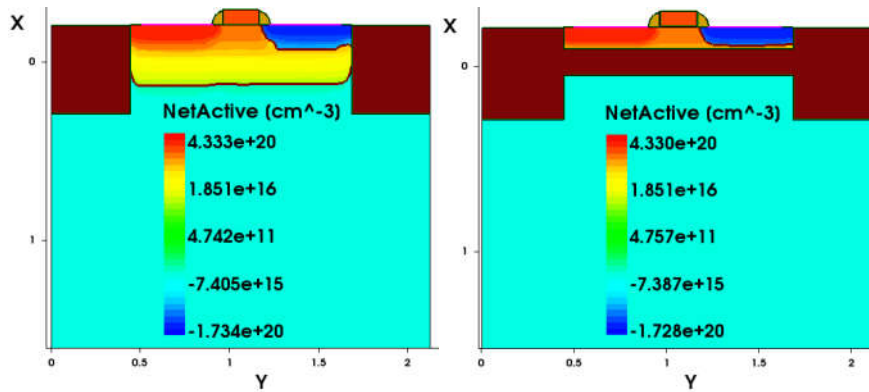 X
0
1
NetActive (cm^-3)
4.333e+20
1.851e+16
4.742e+11
-7.405e+15
-1.734e+20
0
0.5
1
1.5
2
Y
X
0
1
NetActive (cm^-3)
4.330e+20
1.851e+16
4.757e+11
-7.387e+15
-1.728e+20
0
0.5
1
1.5
2
Y